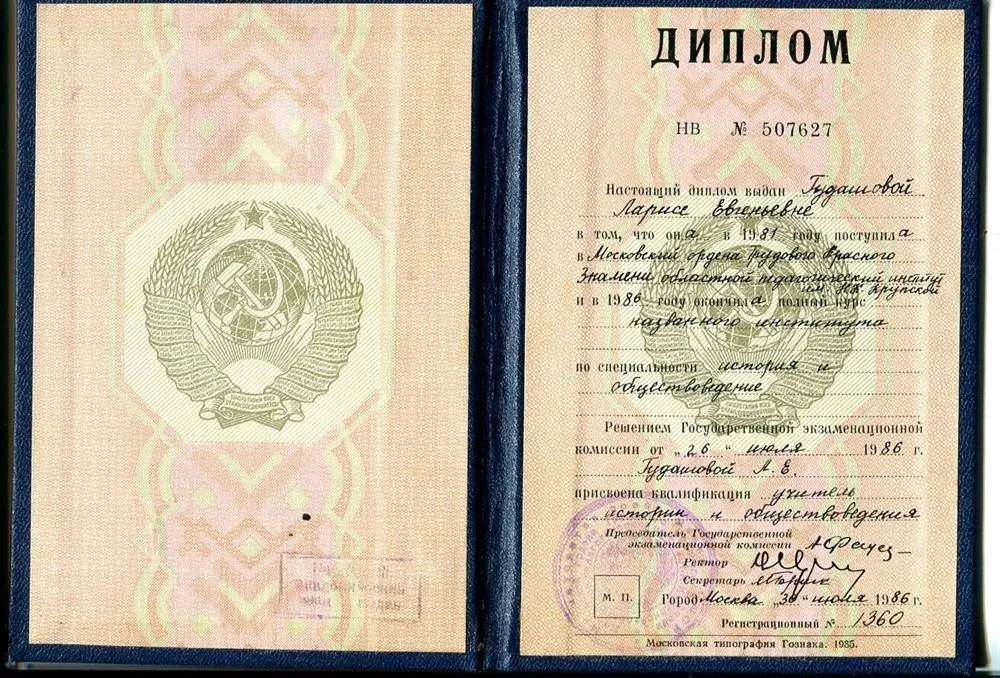 ДИПЛОМ
НВ № 507627
Настоящий диплом выдан Гудашовой
Ларисе Евгеньевне
в том, что она в 1981 году поступила
в Московский ордена Трудового Красного
Знамени областной педагогический институт
им. Н.К. Крупской
и в 1986 году окончила полный курс
названного института
по специальности история и
обществоведение
Решением Государственной экзаменационной
комиссии от „26“ июля 1986 г.
Гудашовой Л. Е.
присвоена квалификация учитель
истории и обществоведения
Председатель Государственной
экзаменационной комиссии
Ректор
Секретарь
М. П.
Город Москва „30“ июля 1986 г.
Регистрационный № 1360
Московская типография Гознака. 1985.